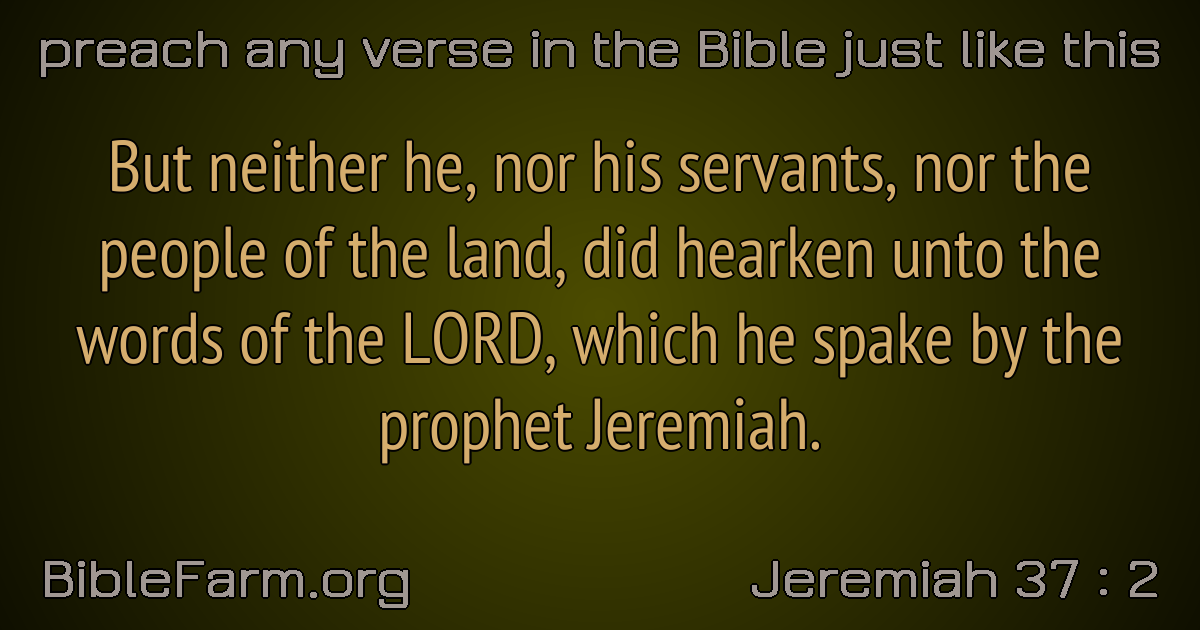 preach any verse in the Bible just like this
But neither he, nor his servants, nor the
people of the land, did hearken unto the
words of the LORD, which he spake by the
prophet Jeremiah.
BibleFarm.org
Jeremiah 37 : 2